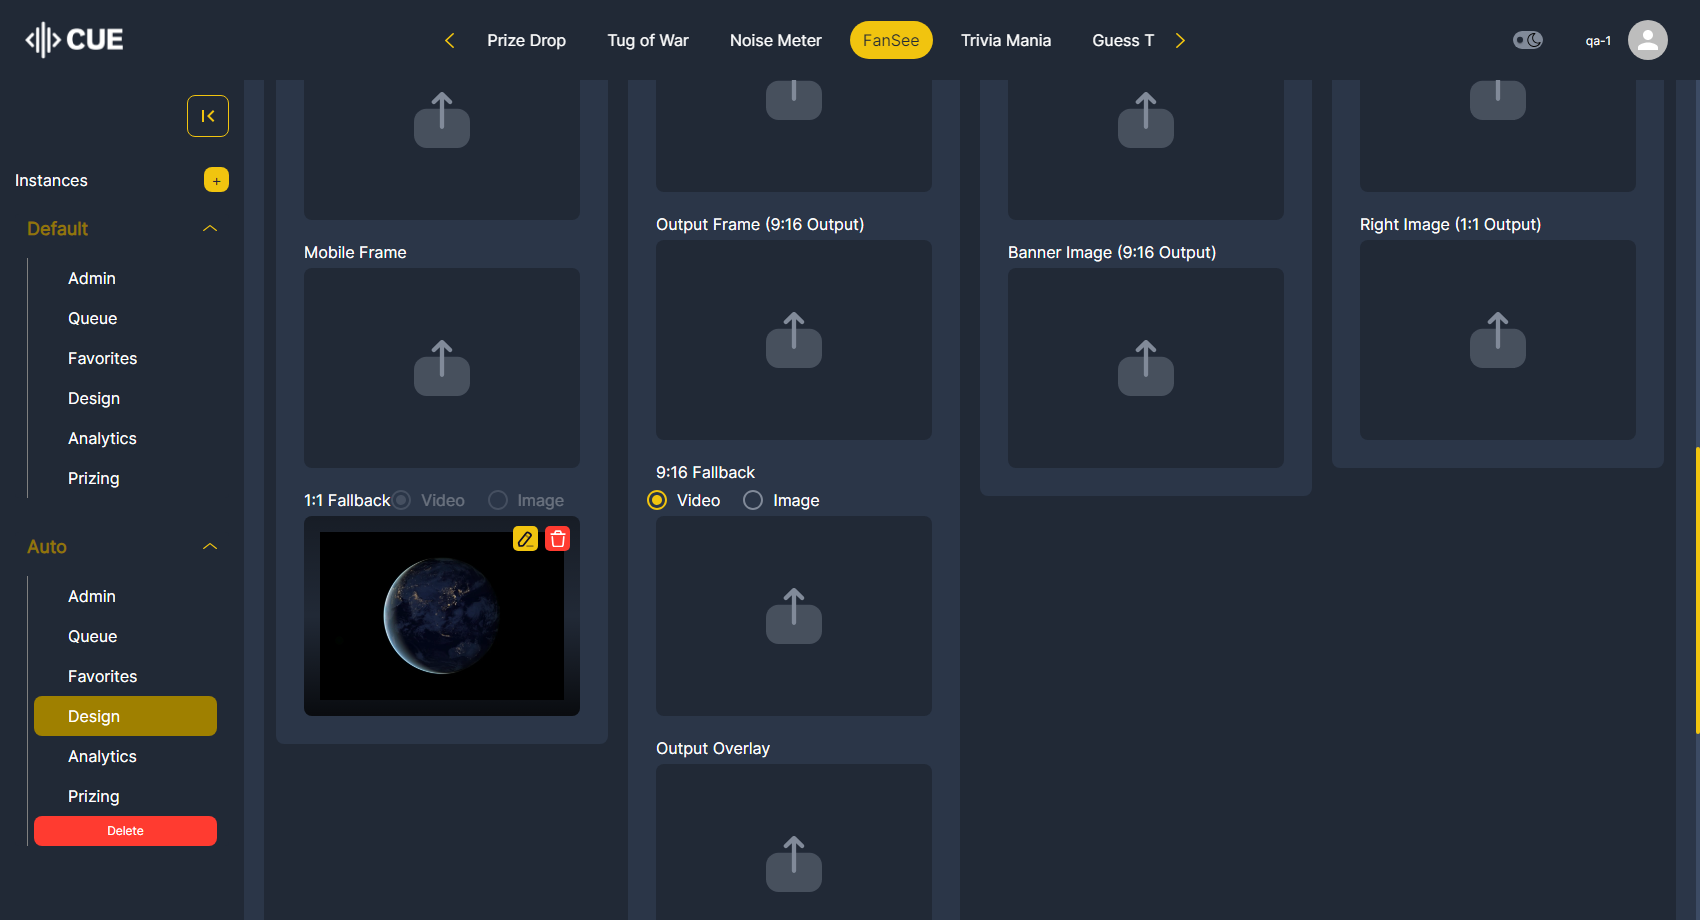 CUE
Prize Drop
Tug of War
Noise Meter
FanSee
Trivia Mania
Guess T
qa-1
Instances
+
Default
Admin
Queue
Favorites
Design
Analytics
Prizing
Auto
Admin
Queue
Favorites
Design
Analytics
Prizing
Delete
Mobile Frame
1:1 Fallback Video Image
Output Frame (9:16 Output)
9:16 Fallback
Video Image
Output Overlay
Banner Image (9:16 Output)
Right Image (1:1 Output)